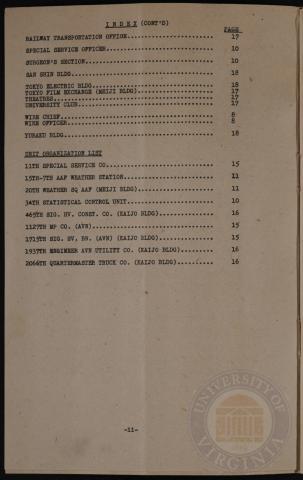 I N D E X (CONT'D)
PAGE
RAILWAY TRANSPORTATION OFFICE.................. 17
SPECIAL SERVICE OFFICER........................ 10
SURGEON'S SECTION.............................. 10
SAN SHIN BLDG.................................. 18
TOKYO ELECTRIC BLDG............................ 18
TOKYO FILM EXCHANGE (MEIJI BLDG)............... 17
THEATRES....................................... 17
UNIVERSITY CLUB................................ 17
WIRE CHIEF..................................... 8
WIRE OFFICER................................... 8
YURAKU BLDG.................................... 18
UNIT ORGANIZATION LIST
11TH SPECIAL SERVICE CO........................ 15
15TH-7TH AAF WEATHER STATION................... 11
20TH WEATHER SQ AAF (MEIJI BLDG)............... 11
34TH STATISTICAL CONTROL UNIT.................. 10
465TH SIG. HV. CONST. CO. (KAIJO BLDG)......... 16
1127TH MP CO. (AVN)............................ 15
1715TH SIG. SV. BN. (AVN) (KAIJO BLDG)......... 15
1937TH ENGINEER AVN UTILITY CO. (KAIJO BLDG)... 16
2066TH QUARTERMASTER TRUCK CO. (KAIJO BLDG).... 16
-11-
UNIVERSITY OF VIRGINIA